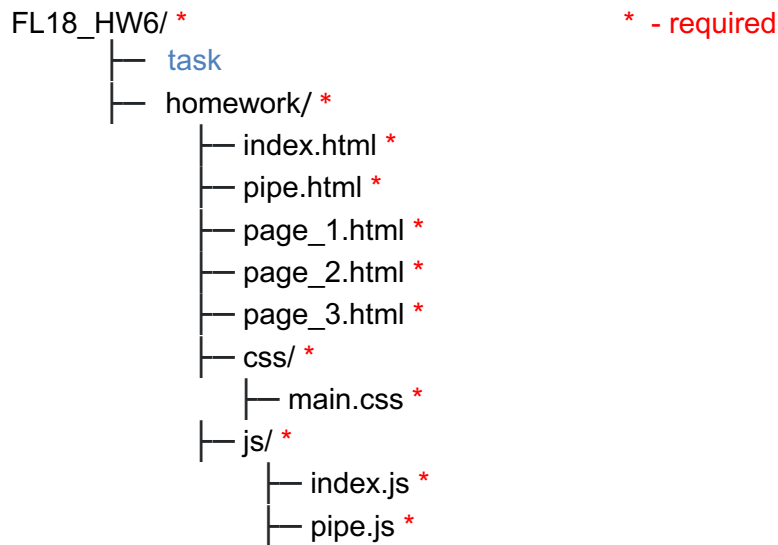 FL18_HW6/ * * - required
├── task
├── homework/ *
├── index.html *
├── pipe.html *
├── page_1.html *
├── page_2.html *
├── page_3.html *
├── css/ *
├── main.css *
├── js/ *
├── index.js *
├── pipe.js *